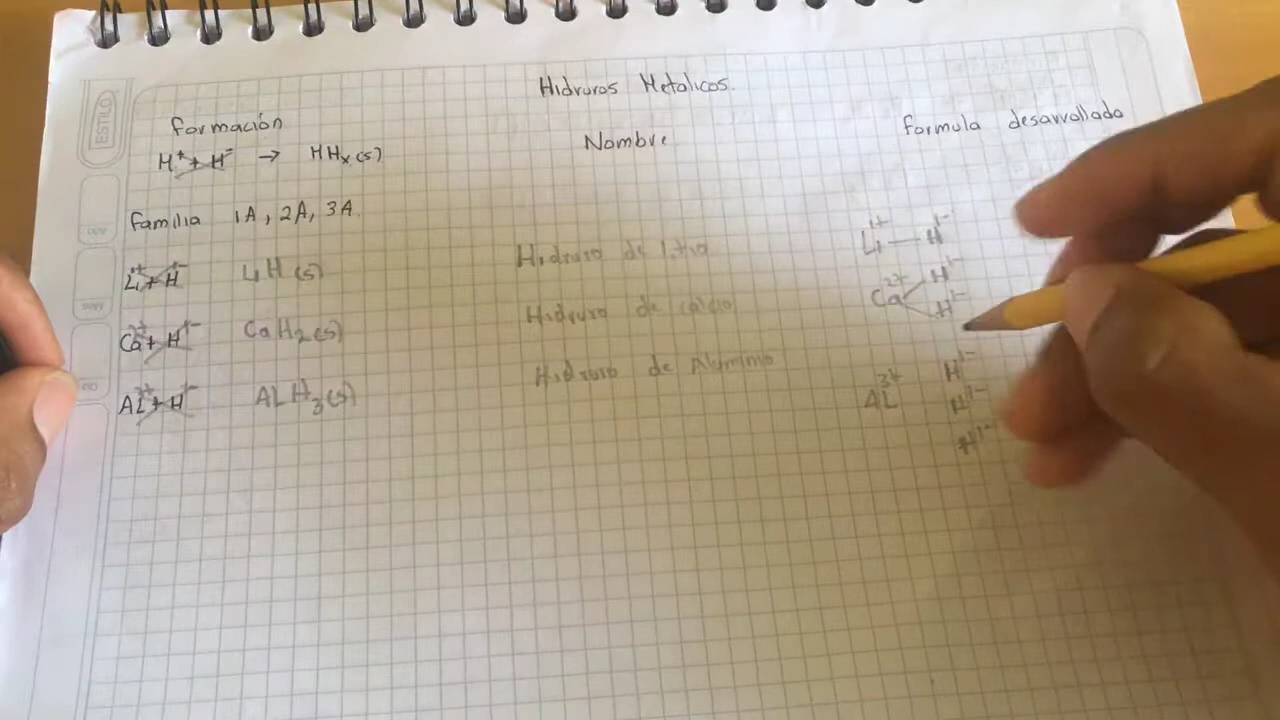 Hidruros Metalicos.
formación
Nombre
formula desarrollada
M⁺ + H⁻ → MHx(s)
familia 1A, 2A, 3A.
Li¹⁺ + H¹⁻ LiH(s) Hidruro de litio Li¹⁺ — H¹⁻
Ca²⁺ + H¹⁻ CaH₂(s) Hidruro de calcio Ca²⁺ H¹⁻
H¹⁻
AL³⁺ + H¹⁻ ALH₃(s) Hidruro de Aluminio AL³⁺ H¹⁻
H¹⁻
H¹⁻
ESTILO